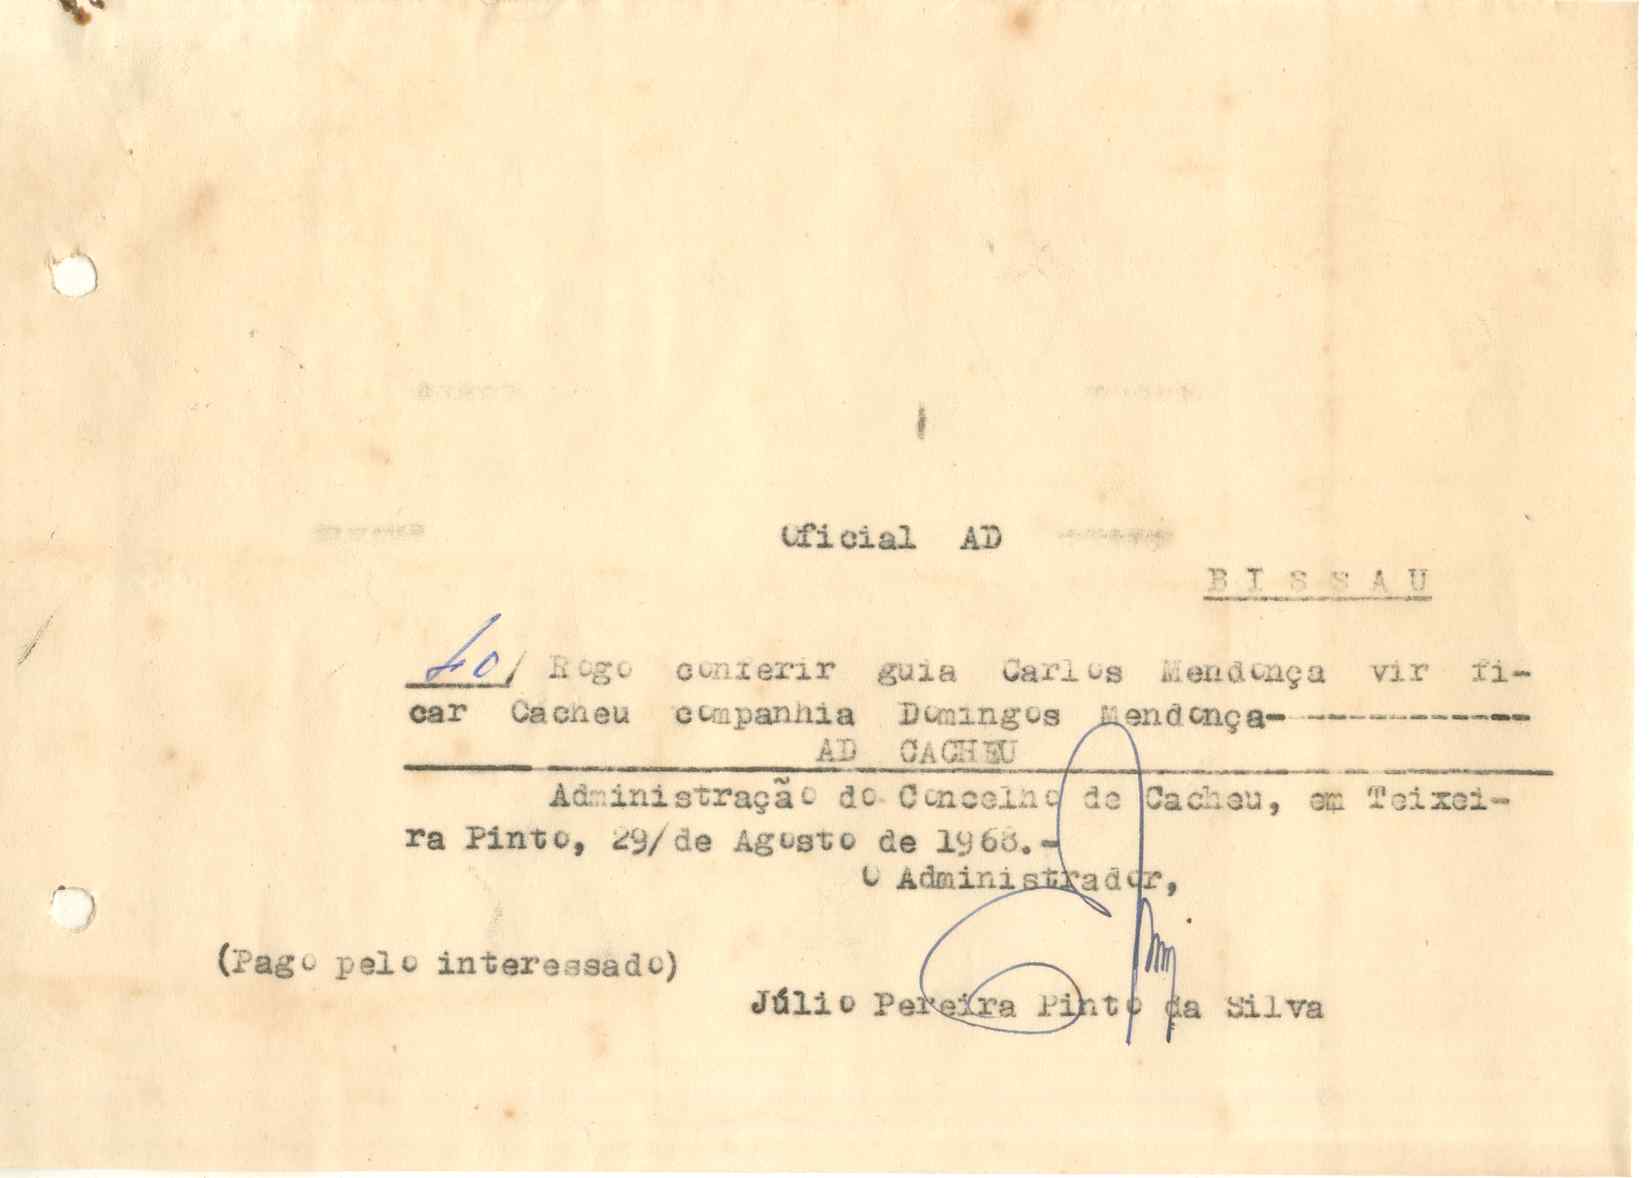 Oficial AD
BISSAU
40/ Rogo conferir guia Carlos Mendonça vir fi-
car Cacheu companhia Domingos Mendonça-------------
AD CACHEU
Administração do Concelho de Cacheu, em Teixei-
ra Pinto, 29/de Agosto de 1968.-
O Administrador,
(Pago pelo interessado)
Júlio Pereira Pinto da Silva